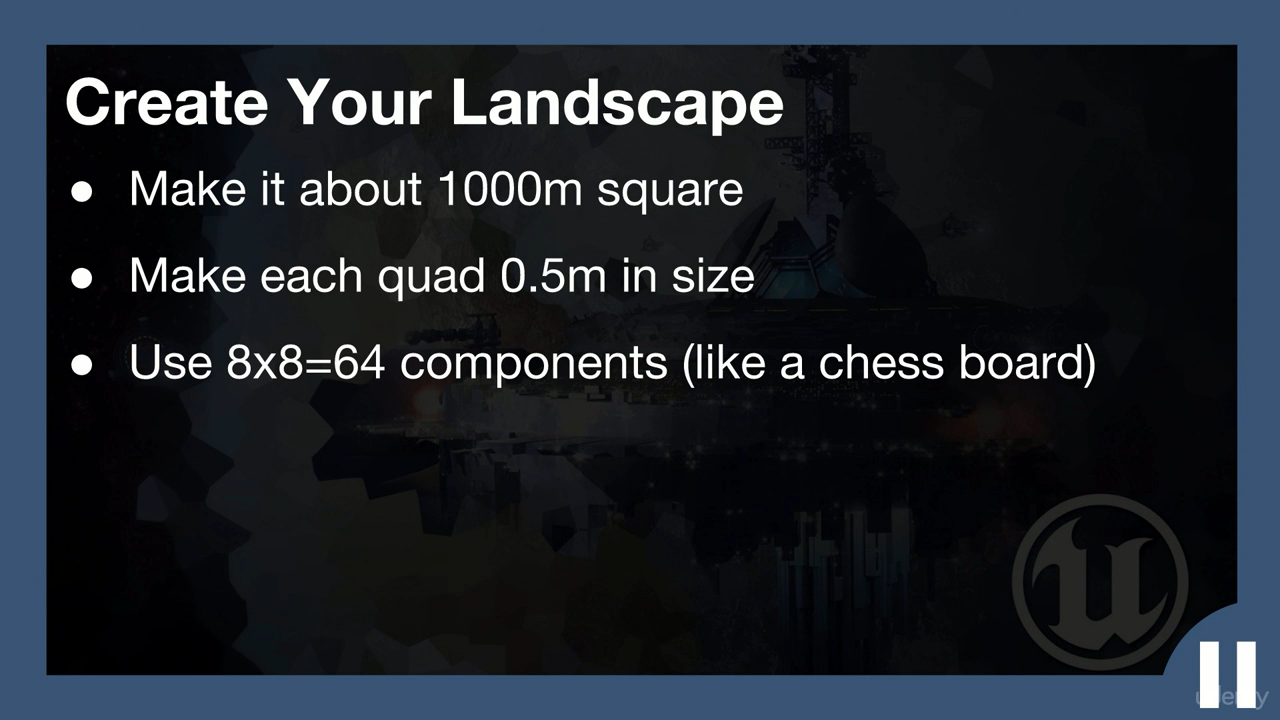 Create Your Landscape
● Make it about 1000m square
● Make each quad 0.5m in size
● Use 8x8=64 components (like a chess board)
udemy